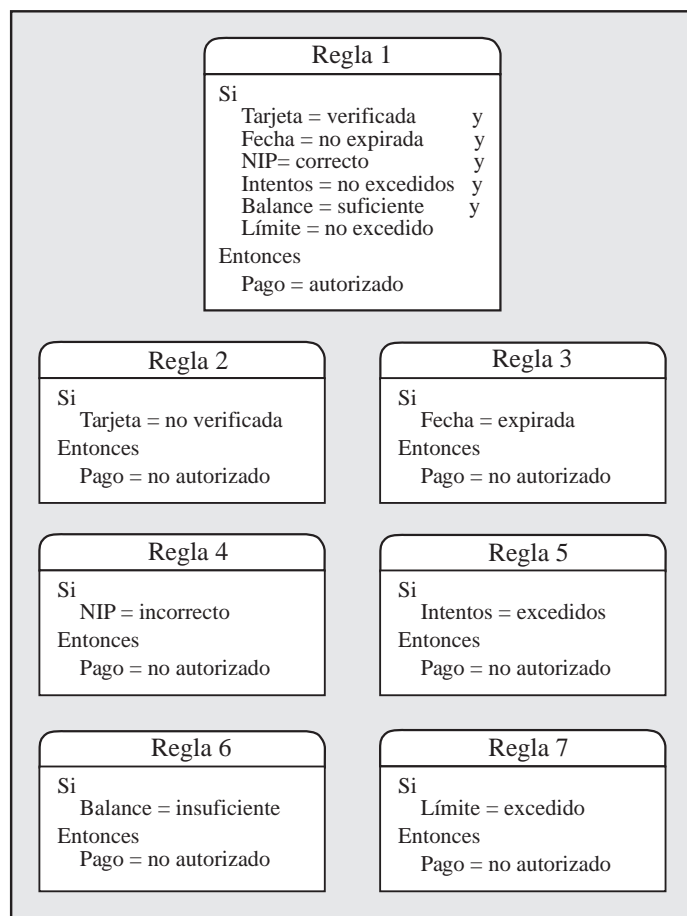 Regla 1
Si
Tarjeta = verificada y
Fecha = no expirada y
NIP= correcto y
Intentos = no excedidos y
Balance = suficiente y
Límite = no excedido
Entonces
Pago = autorizado
Regla 2
Si
Tarjeta = no verificada
Entonces
Pago = no autorizado
Regla 3
Si
Fecha = expirada
Entonces
Pago = no autorizado
Regla 4
Si
NIP = incorrecto
Entonces
Pago = no autorizado
Regla 5
Si
Intentos = excedidos
Entonces
Pago = no autorizado
Regla 6
Si
Balance = insuficiente
Entonces
Pago = no autorizado
Regla 7
Si
Límite = excedido
Entonces
Pago = no autorizado